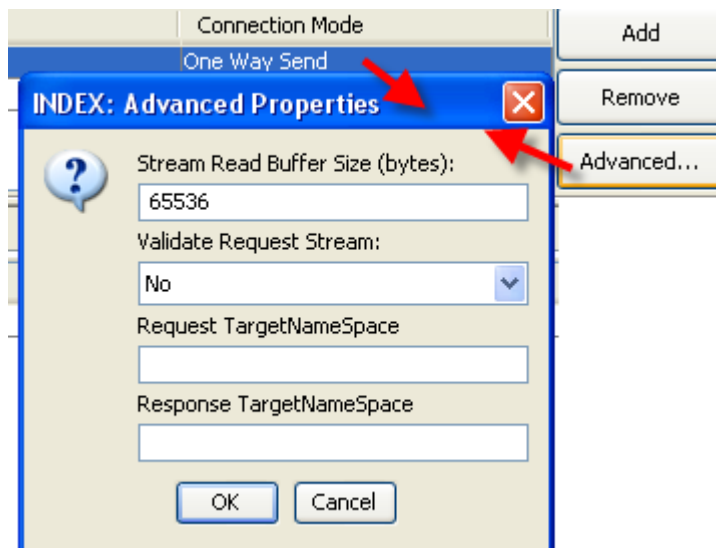 Connection Mode
Add
One Way Send
INDEX: Advanced Properties
Remove
Stream Read Buffer Size (bytes):
Advanced...
65536
Validate Request Stream:
No
Request TargetNameSpace
Response TargetNameSpace
OK
Cancel